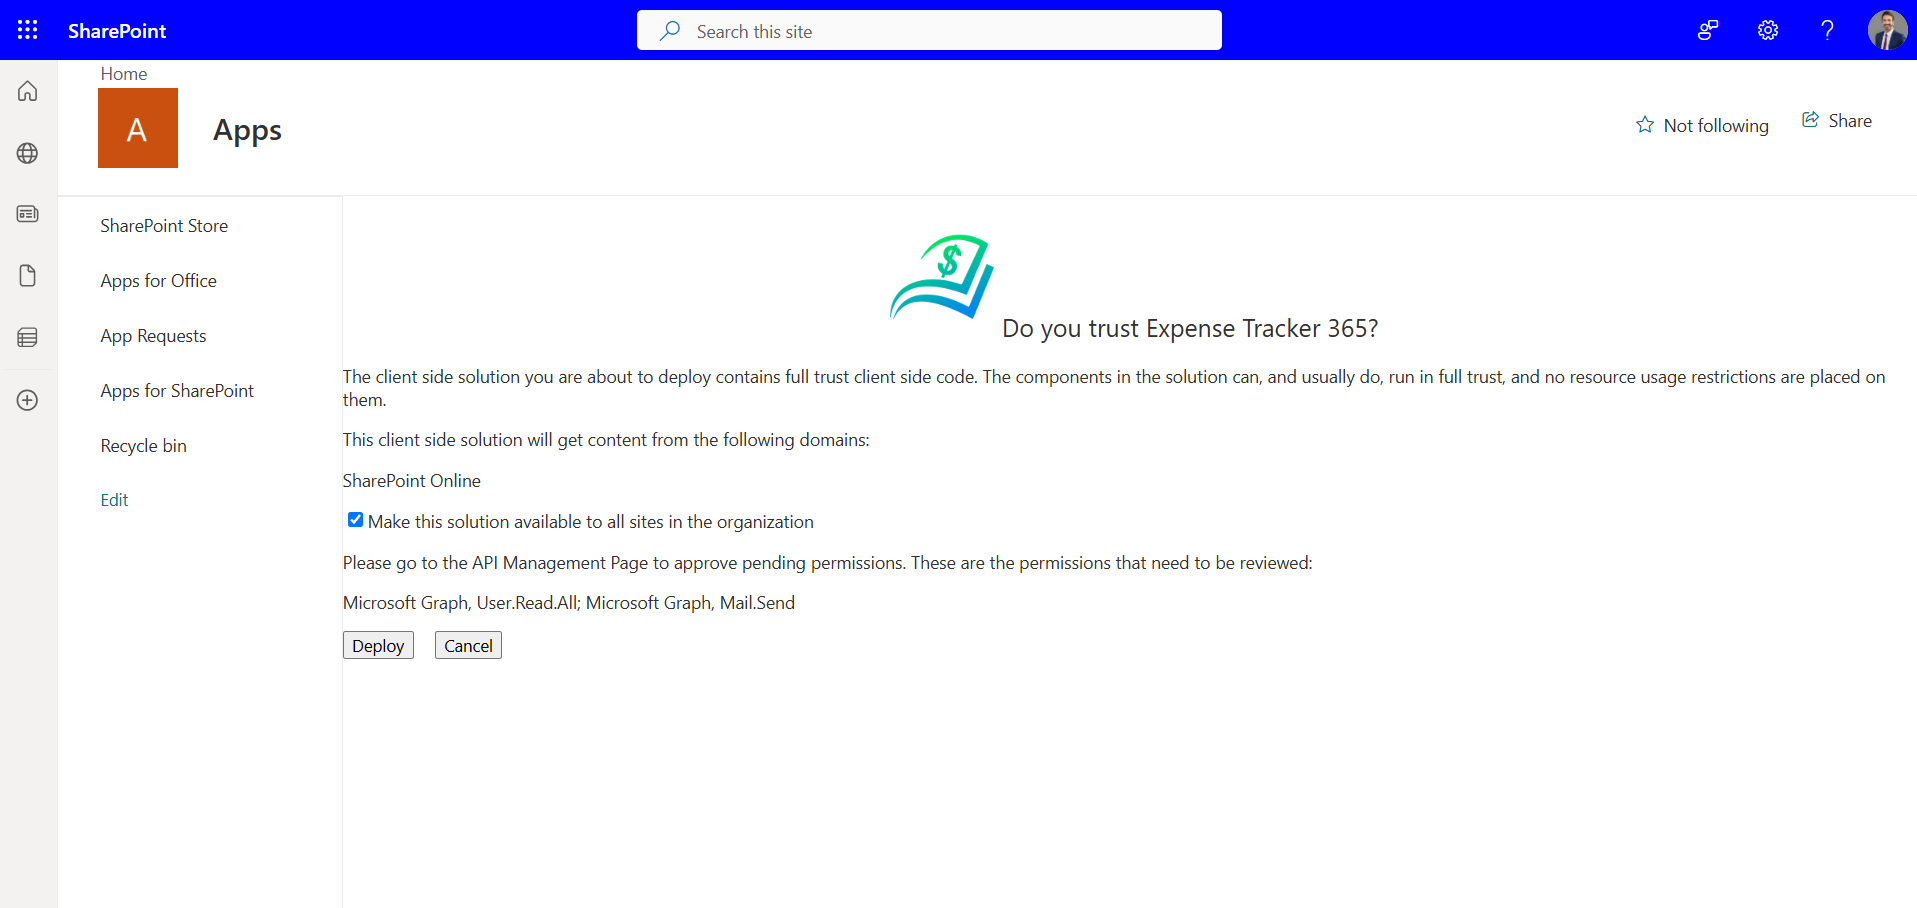 SharePoint
Search this site
Home
A
Apps
Not following
Share
SharePoint Store
Apps for Office
App Requests
Apps for SharePoint
Recycle bin
Edit
$
Do you trust Expense Tracker 365?
The client side solution you are about to deploy contains full trust client side code. The components in the solution can, and usually do, run in full trust, and no resource usage restrictions are placed on
them.
This client side solution will get content from the following domains:
SharePoint Online
Make this solution available to all sites in the organization
Please go to the API Management Page to approve pending permissions. These are the permissions that need to be reviewed:
Microsoft Graph, User.Read.All; Microsoft Graph, Mail.Send
Deploy
Cancel